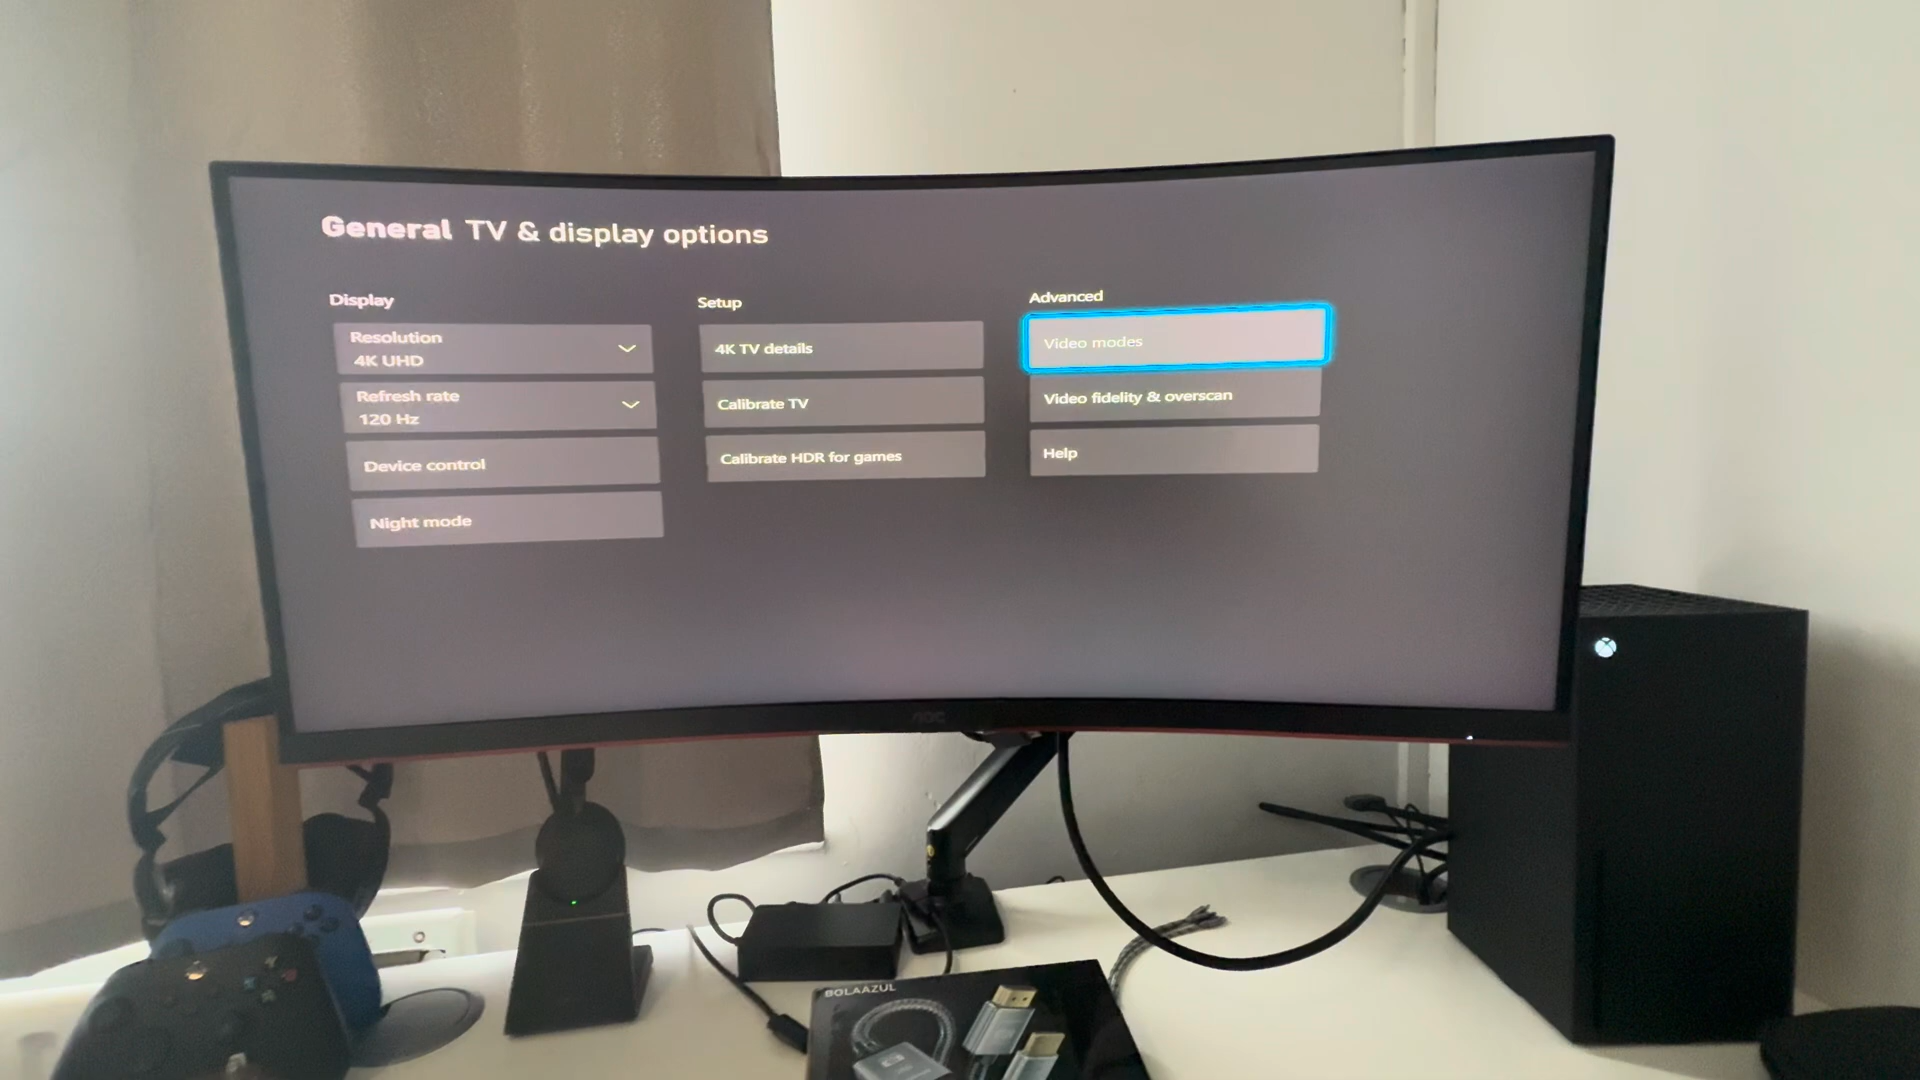 General TV & display options
Display
Resolution
4K UHD
Refresh rate
120 Hz
Device control
Night mode
Setup
4K TV details
Calibrate TV
Calibrate HDR for games
Advanced
Video modes
Video fidelity & overscan
Help
AOC
BOLAAZUL